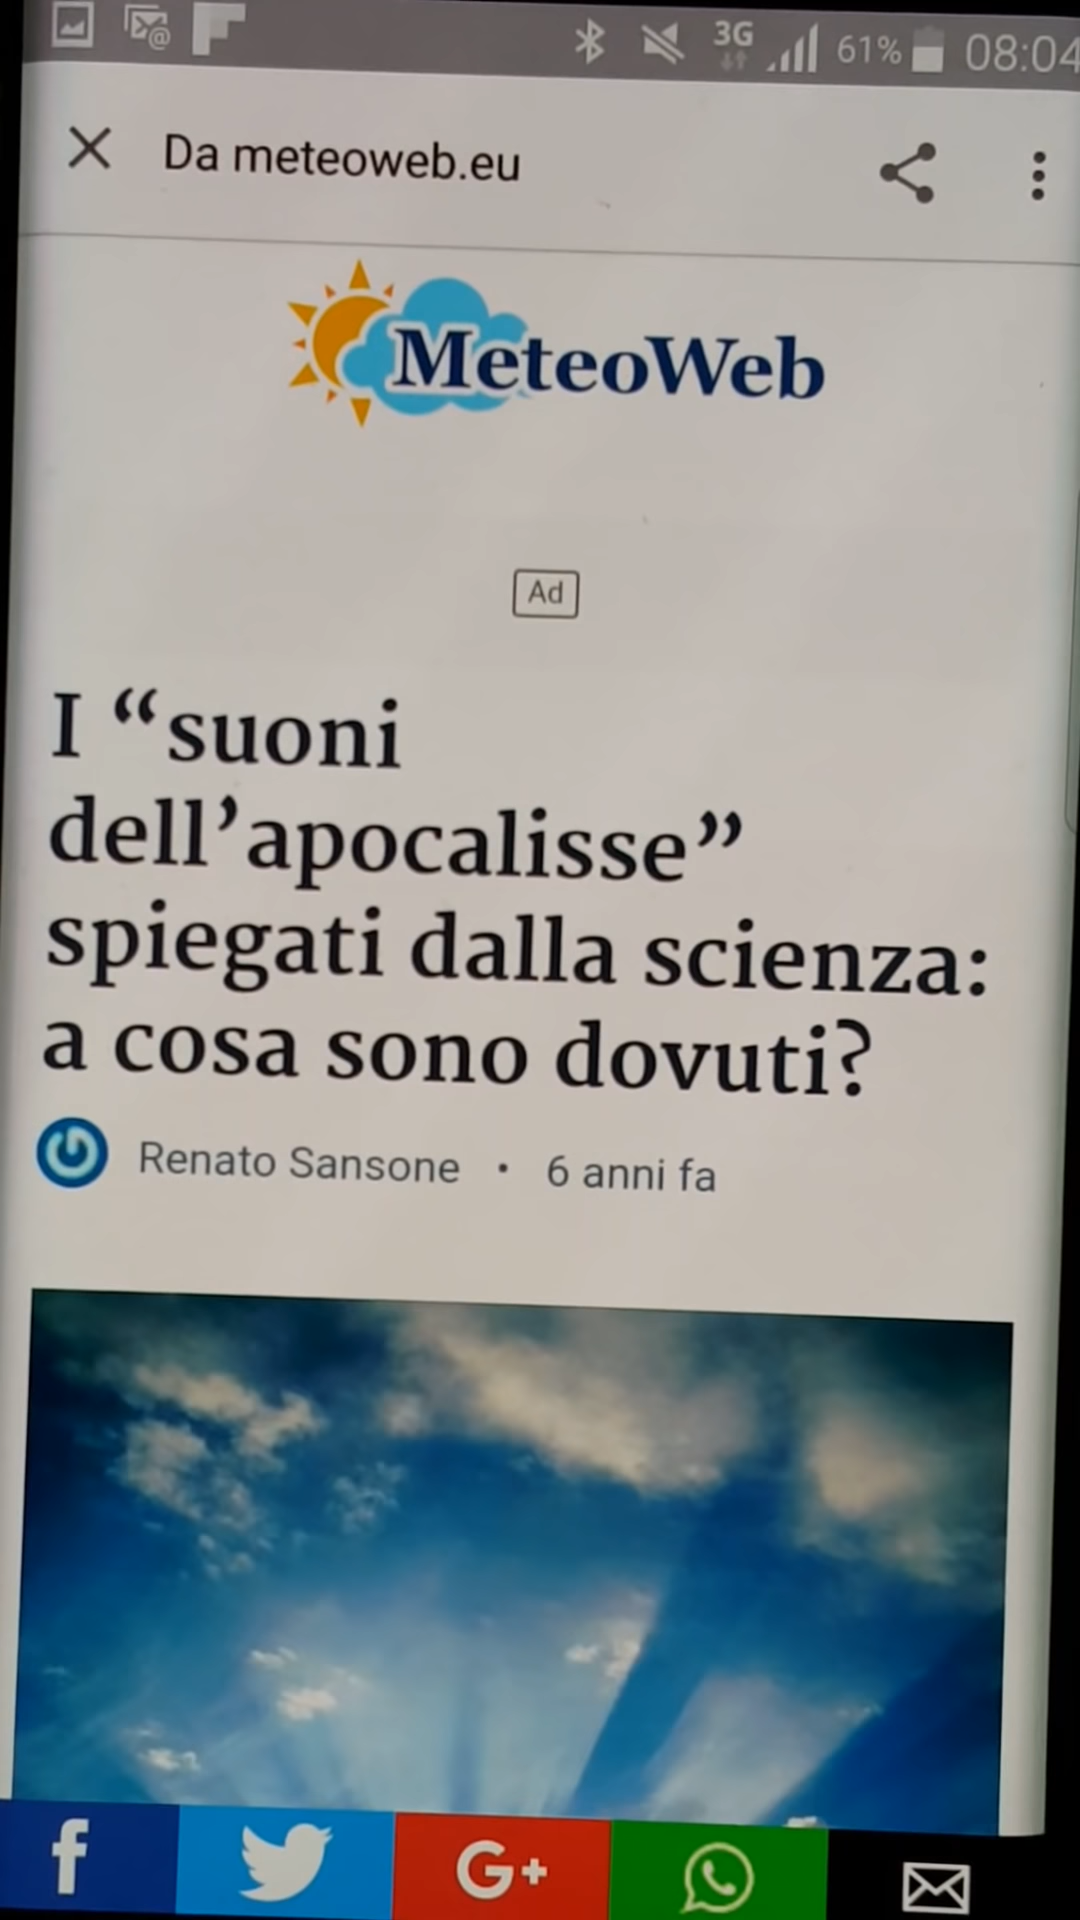 3G 61% 08:04
Da meteoweb.eu
MeteoWeb
Ad
I “suoni
dell’apocalisse”
spiegati dalla scienza:
a cosa sono dovuti?
Renato Sansone • 6 anni fa
f G+